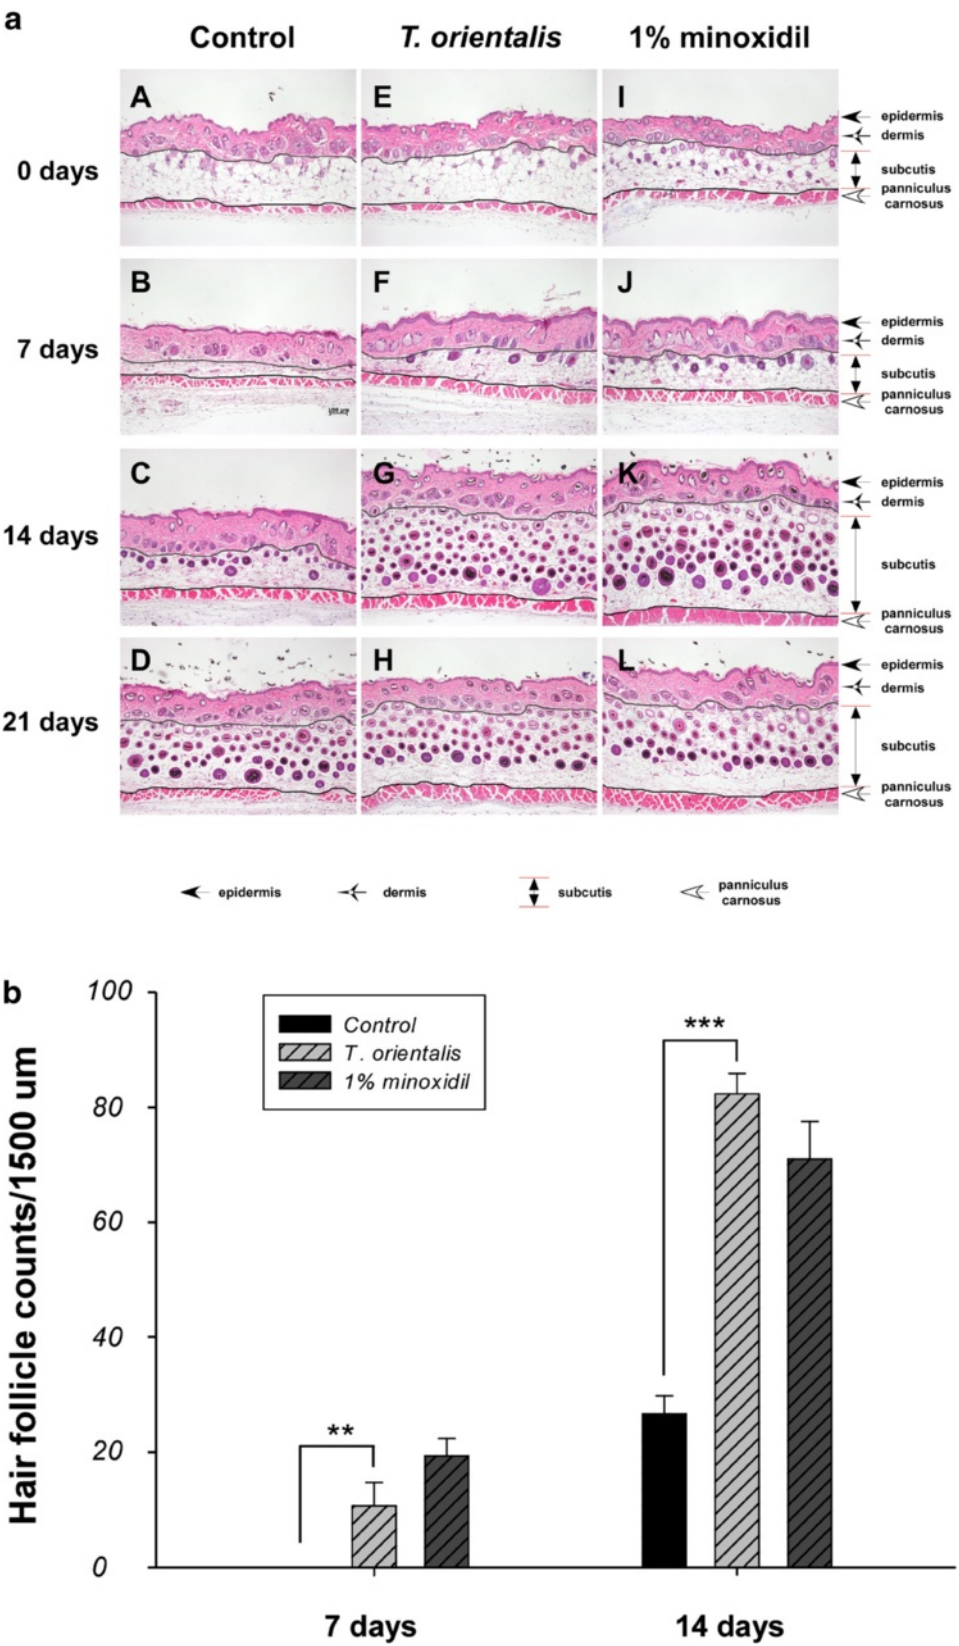 a
Control T. orientalis 1% minoxidil
0 days
A E I
epidermis
dermis
subcutis
panniculus
carnosus
7 days
B F J
epidermis
dermis
subcutis
panniculus
carnosus
14 days
C G K
epidermis
dermis
subcutis
panniculus
carnosus
21 days
D H L
epidermis
dermis
subcutis
panniculus
carnosus
epidermis dermis subcutis panniculus
carnosus
b
Hair follicle counts/1500 um
100
80
60
40
20
0
Control
T. orientalis
1% minoxidil
**
***
7 days 14 days